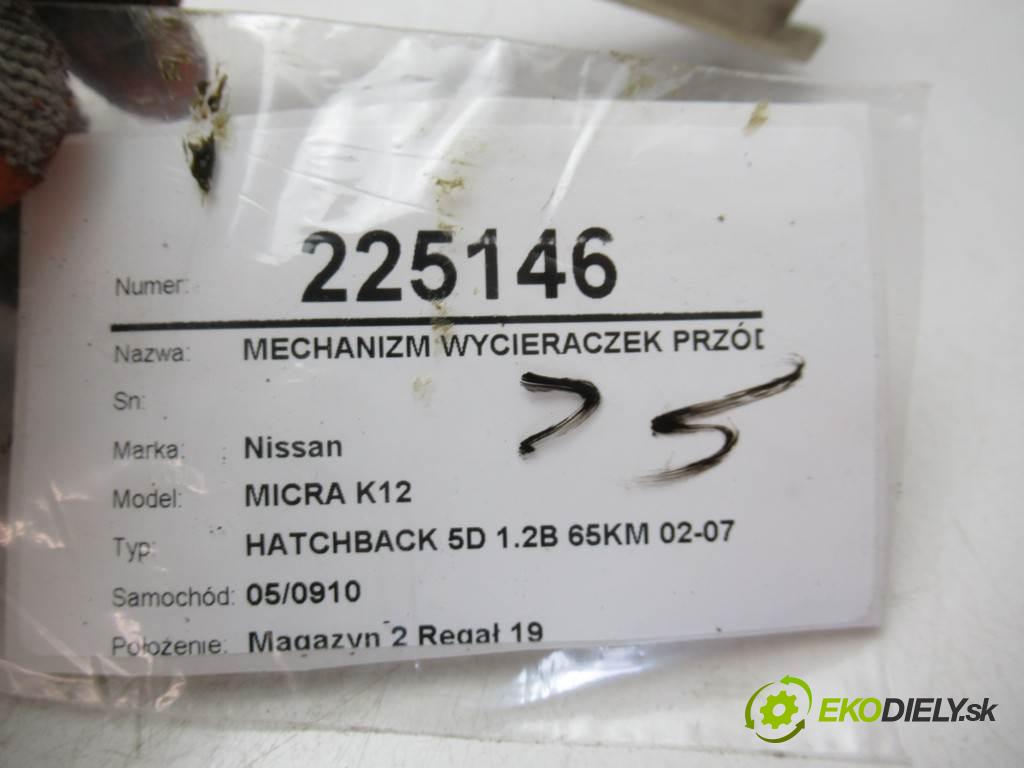 Numer: 225146
Nazwa: MECHANIZM WYCIERACZEK PRZÓD
Sn:
Marka: Nissan
Model: MICRA K12
Typ: HATCHBACK 5D 1.2B 65KM 02-07
Samochód: 05/0910
Położenie: Magazyn 2 Regał 19
EKODIELY.sk